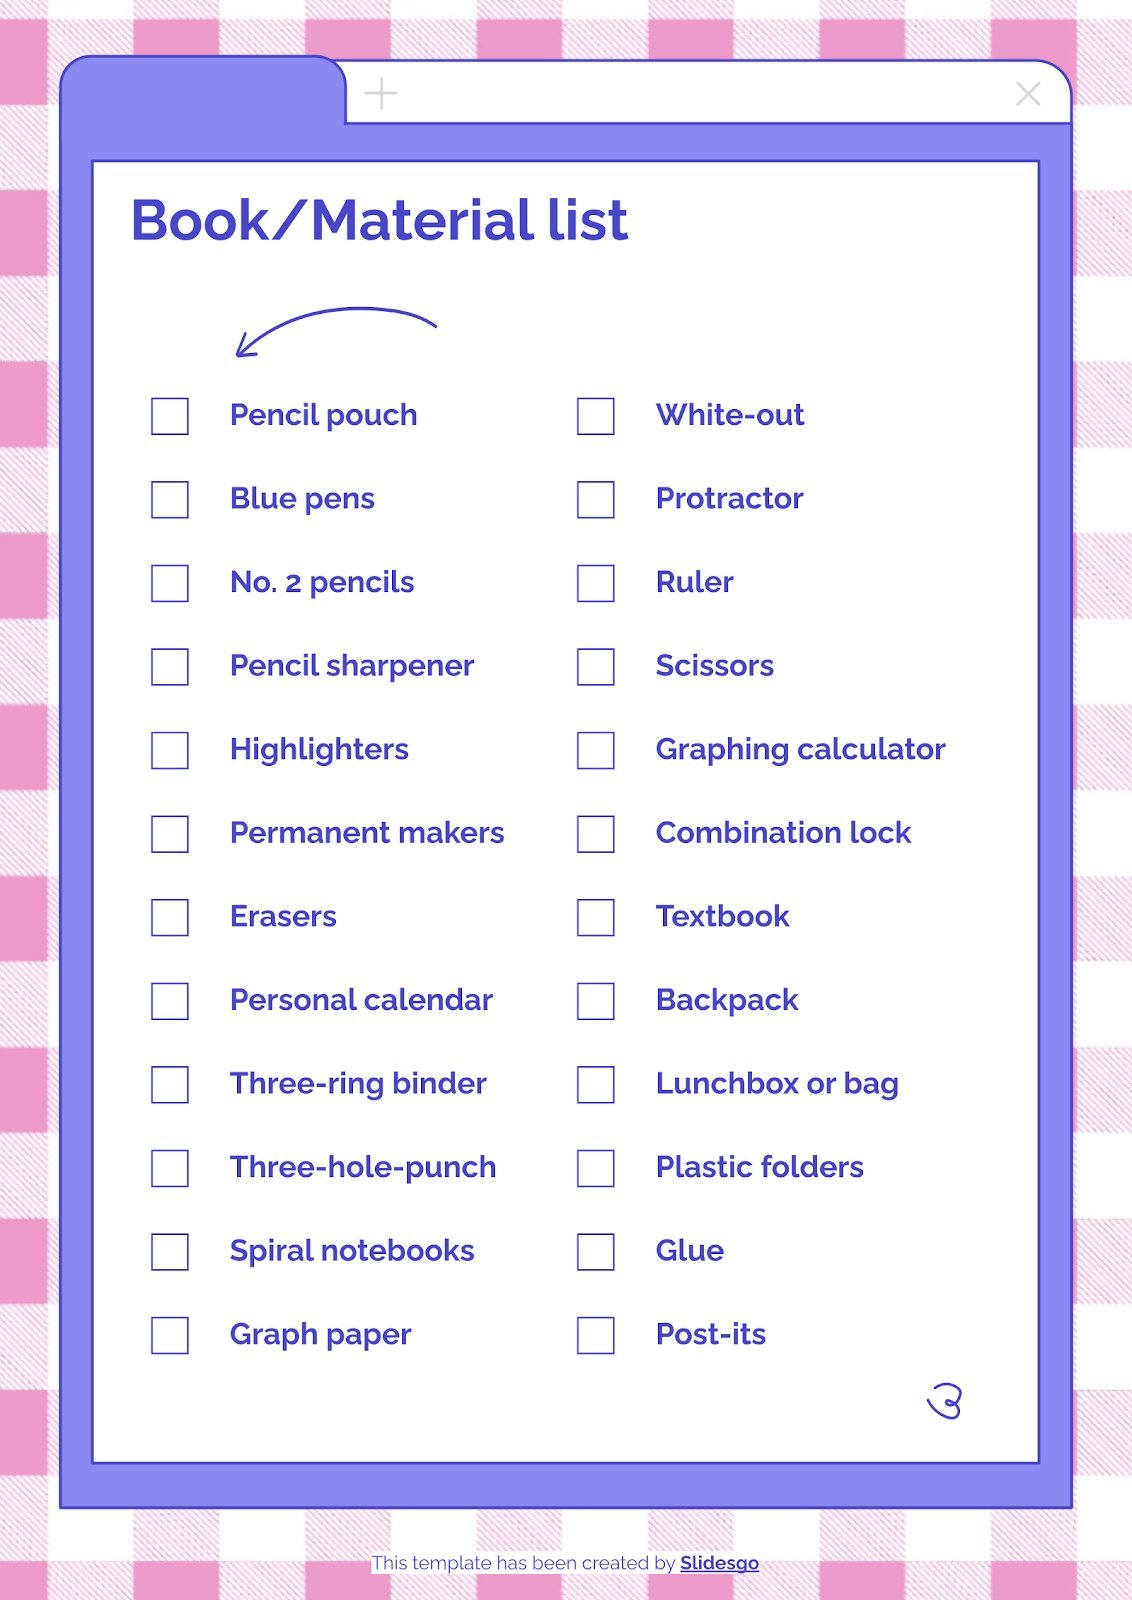 Book/Material list
Pencil pouch
Blue pens
No. 2 pencils
Pencil sharpener
Highlighters
Permanent makers
Erasers
Personal calendar
Three-ring binder
Three-hole-punch
Spiral notebooks
Graph paper
White-out
Protractor
Ruler
Scissors
Graphing calculator
Combination lock
Textbook
Backpack
Lunchbox or bag
Plastic folders
Glue
Post-its
This template has been created by Slidesgo